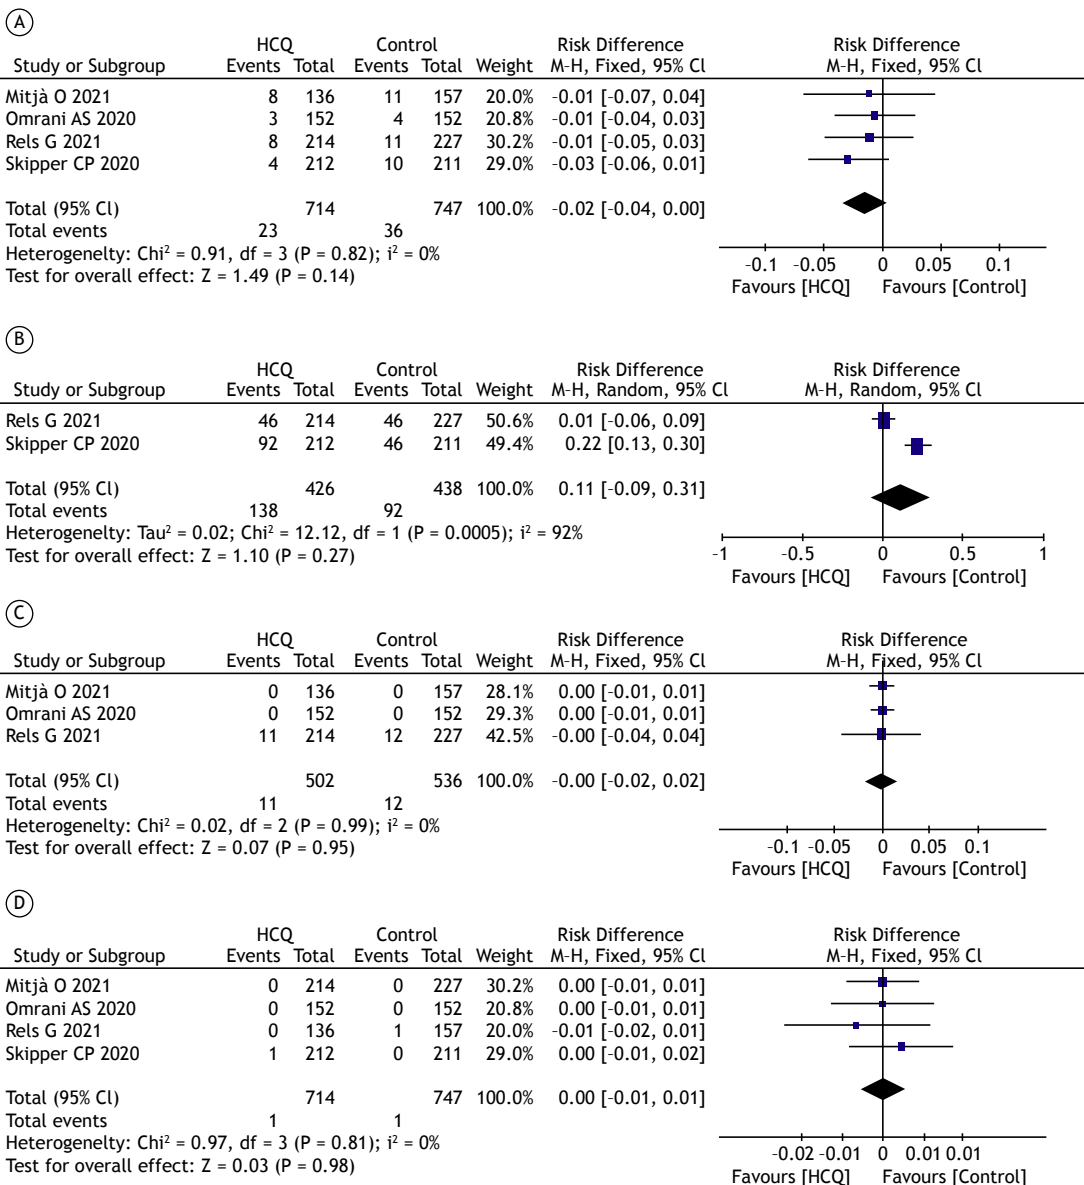 A
HCQ Control Risk Difference Risk Difference
Study or Subgroup Events Total Events Total Weight M-H, Fixed, 95% Cl M-H, Fixed, 95% Cl
Mitjà O 2021 8 136 11 157 20.0% -0.01 [-0.07, 0.04]
Omrani AS 2020 3 152 4 152 20.8% -0.01 [-0.04, 0.03]
Rels G 2021 8 214 11 227 30.2% -0.01 [-0.05, 0.03]
Skipper CP 2020 4 212 10 211 29.0% -0.03 [-0.06, 0.01]
Total (95% Cl) 714 747 100.0% -0.02 [-0.04, 0.00]
Total events 23 36
Heterogenelty: Chi² = 0.91, df = 3 (P = 0.82); i² = 0%
Test for overall effect: Z = 1.49 (P = 0.14)
-0.1 -0.05 0 0.05 0.1
Favours [HCQ] Favours [Control]
B
HCQ Control Risk Difference Risk Difference
Study or Subgroup Events Total Events Total Weight M-H, Random, 95% Cl M-H, Random, 95% Cl
Rels G 2021 46 214 46 227 50.6% 0.01 [-0.06, 0.09]
Skipper CP 2020 92 212 46 211 49.4% 0.22 [0.13, 0.30]
Total (95% Cl) 426 438 100.0% 0.11 [-0.09, 0.31]
Total events 138 92
Heterogenelty: Tau² = 0.02; Chi² = 12.12, df = 1 (P = 0.0005); i² = 92%
Test for overall effect: Z = 1.10 (P = 0.27)
-1 -0.5 0 0.5 1
Favours [HCQ] Favours [Control]
C
HCQ Control Risk Difference Risk Difference
Study or Subgroup Events Total Events Total Weight M-H, Fixed, 95% Cl M-H, Fixed, 95% Cl
Mitjà O 2021 0 136 0 157 28.1% 0.00 [-0.01, 0.01]
Omrani AS 2020 0 152 0 152 29.3% 0.00 [-0.01, 0.01]
Rels G 2021 11 214 12 227 42.5% -0.00 [-0.04, 0.04]
Total (95% Cl) 502 536 100.0% -0.00 [-0.02, 0.02]
Total events 11 12
Heterogenelty: Chi² = 0.02, df = 2 (P = 0.99); i² = 0%
Test for overall effect: Z = 0.07 (P = 0.95)
-0.1 -0.05 0 0.05 0.1
Favours [HCQ] Favours [Control]
D
HCQ Control Risk Difference Risk Difference
Study or Subgroup Events Total Events Total Weight M-H, Fixed, 95% Cl M-H, Fixed, 95% Cl
Mitjà O 2021 0 214 0 227 30.2% 0.00 [-0.01, 0.01]
Omrani AS 2020 0 152 0 152 20.8% 0.00 [-0.01, 0.01]
Rels G 2021 0 136 1 157 20.0% -0.01 [-0.02, 0.01]
Skipper CP 2020 1 212 0 211 29.0% 0.00 [-0.01, 0.02]
Total (95% Cl) 714 747 100.0% 0.00 [-0.01, 0.01]
Total events 1 1
Heterogenelty: Chi² = 0.97, df = 3 (P = 0.81); i² = 0%
Test for overall effect: Z = 0.03 (P = 0.98)
-0.02 -0.01 0 0.01 0.01
Favours [HCQ] Favours [Control]